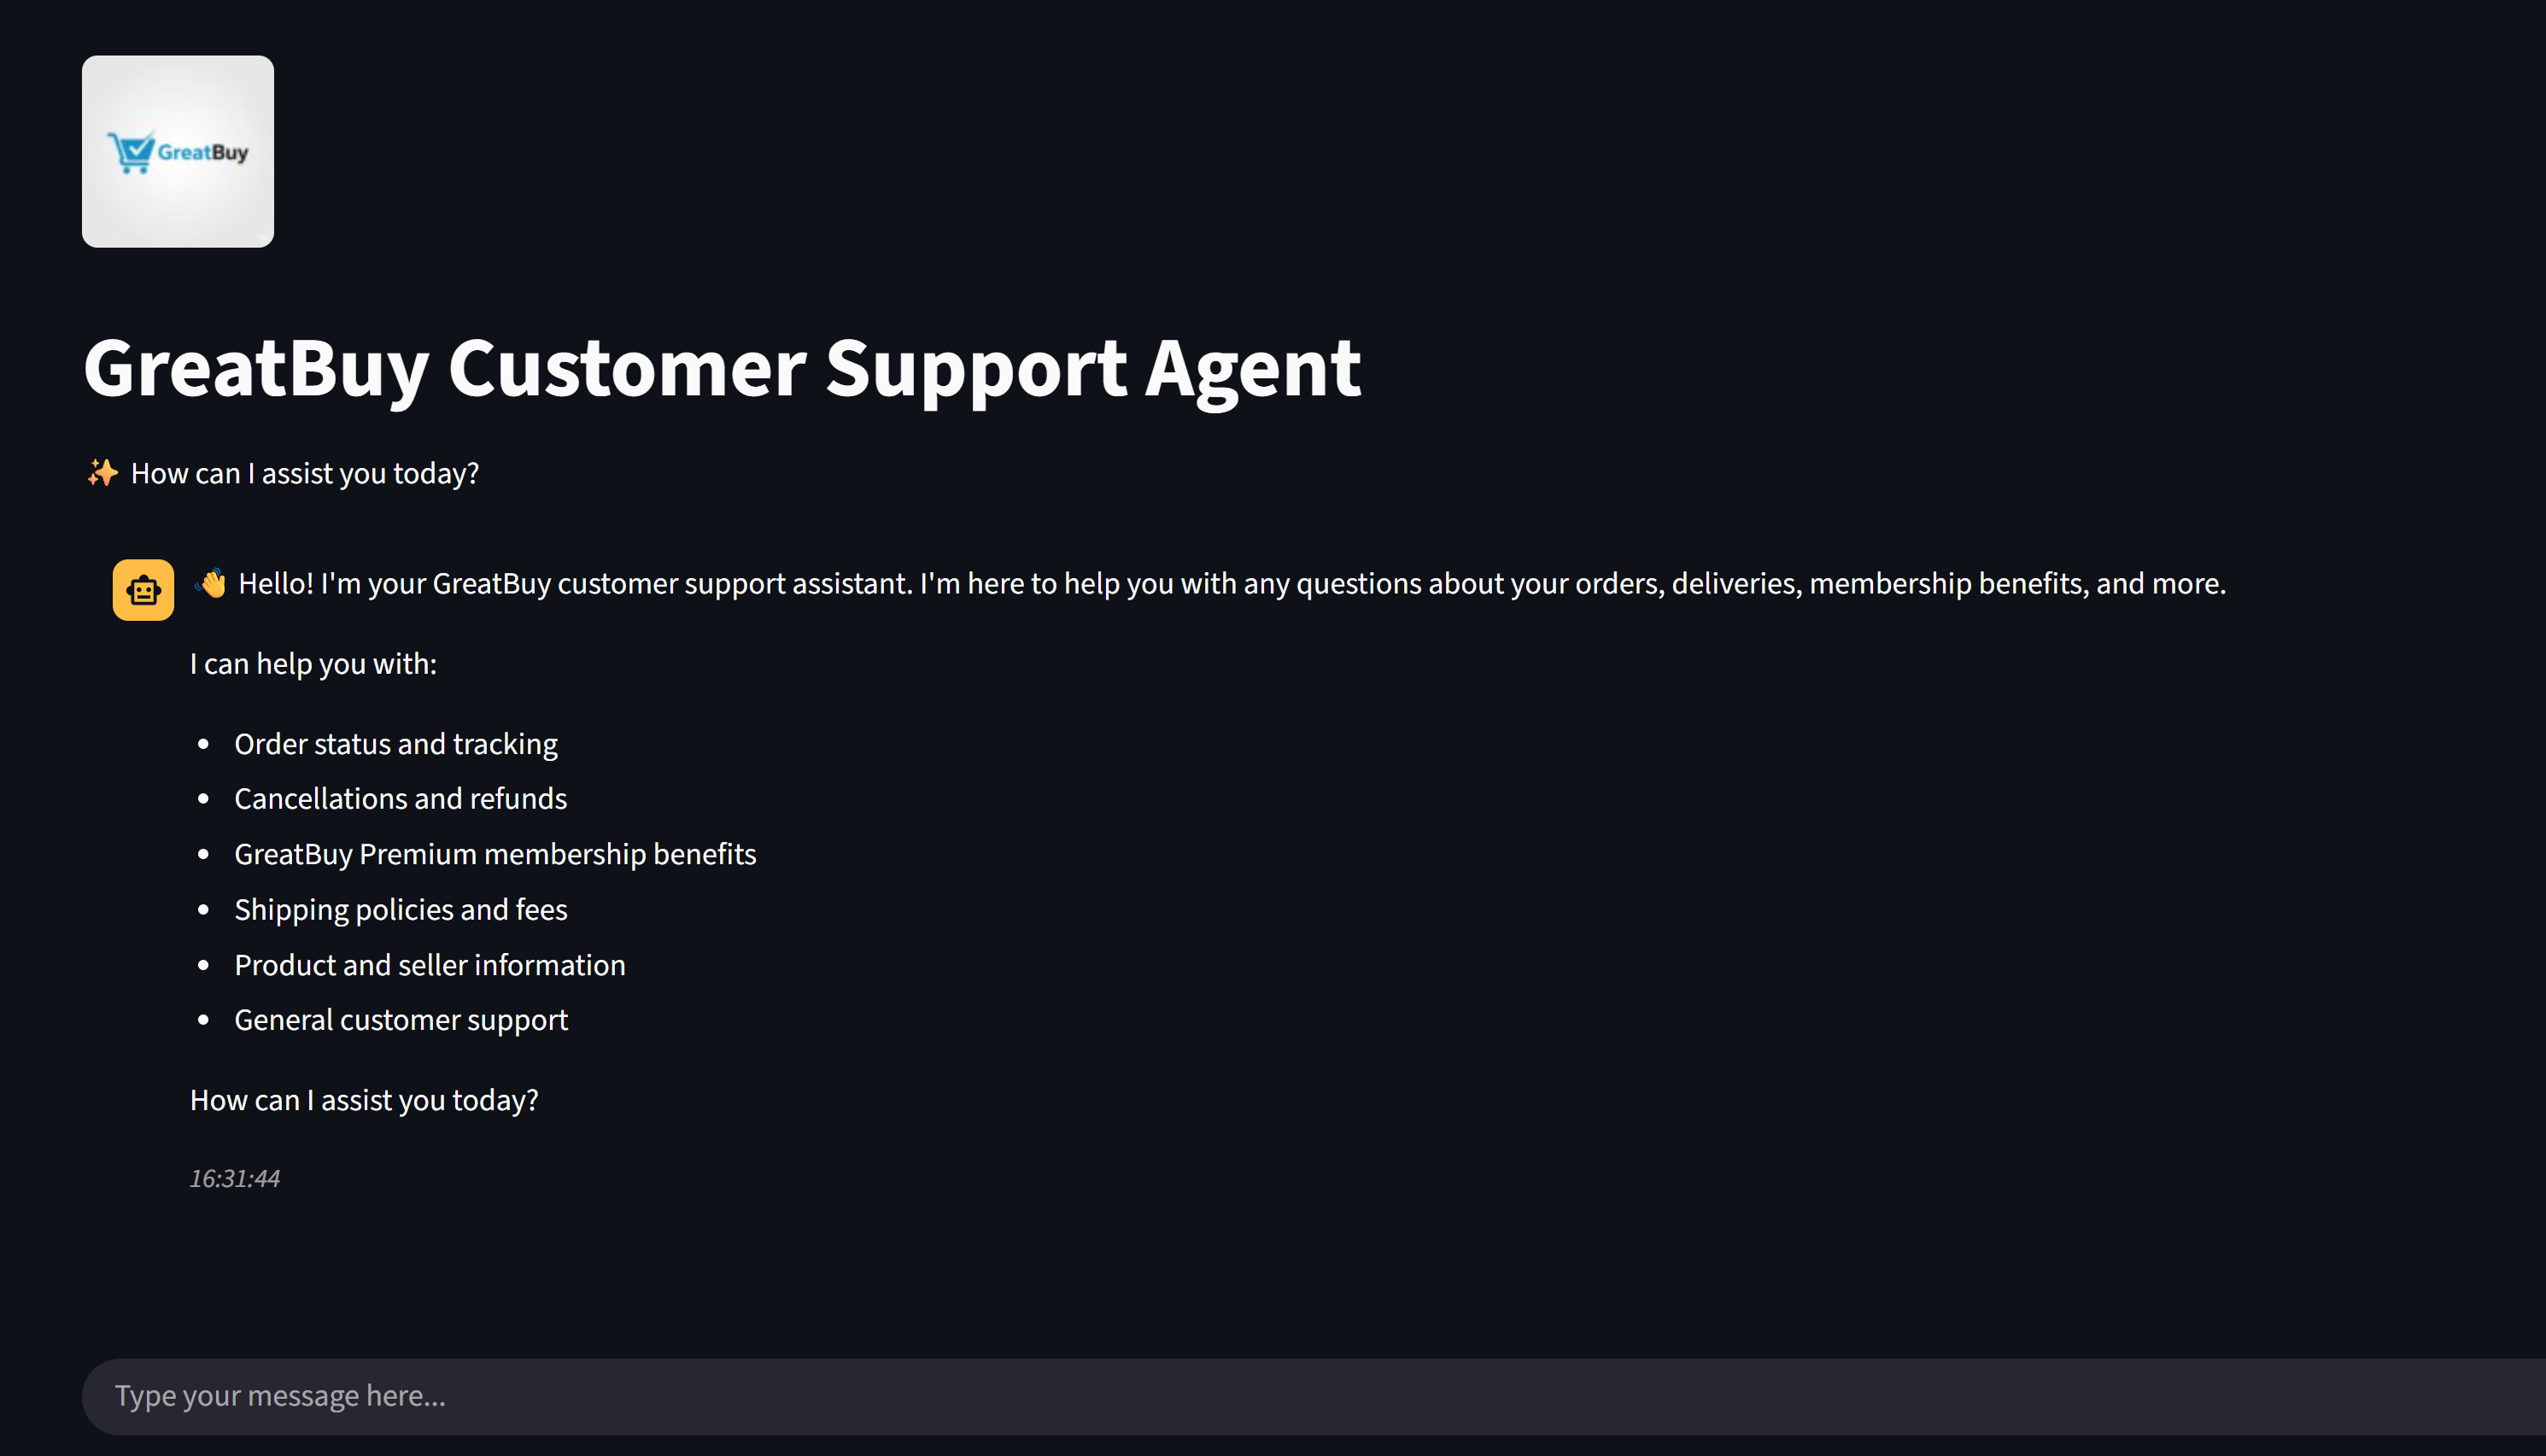 GreatBuy
GreatBuy Customer Support Agent
✨ How can I assist you today?
👋 Hello! I'm your GreatBuy customer support assistant. I'm here to help you with any questions about your orders, deliveries, membership benefits, and more.
I can help you with:
• Order status and tracking
• Cancellations and refunds
• GreatBuy Premium membership benefits
• Shipping policies and fees
• Product and seller information
• General customer support
How can I assist you today?
16:31:44
Type your message here...